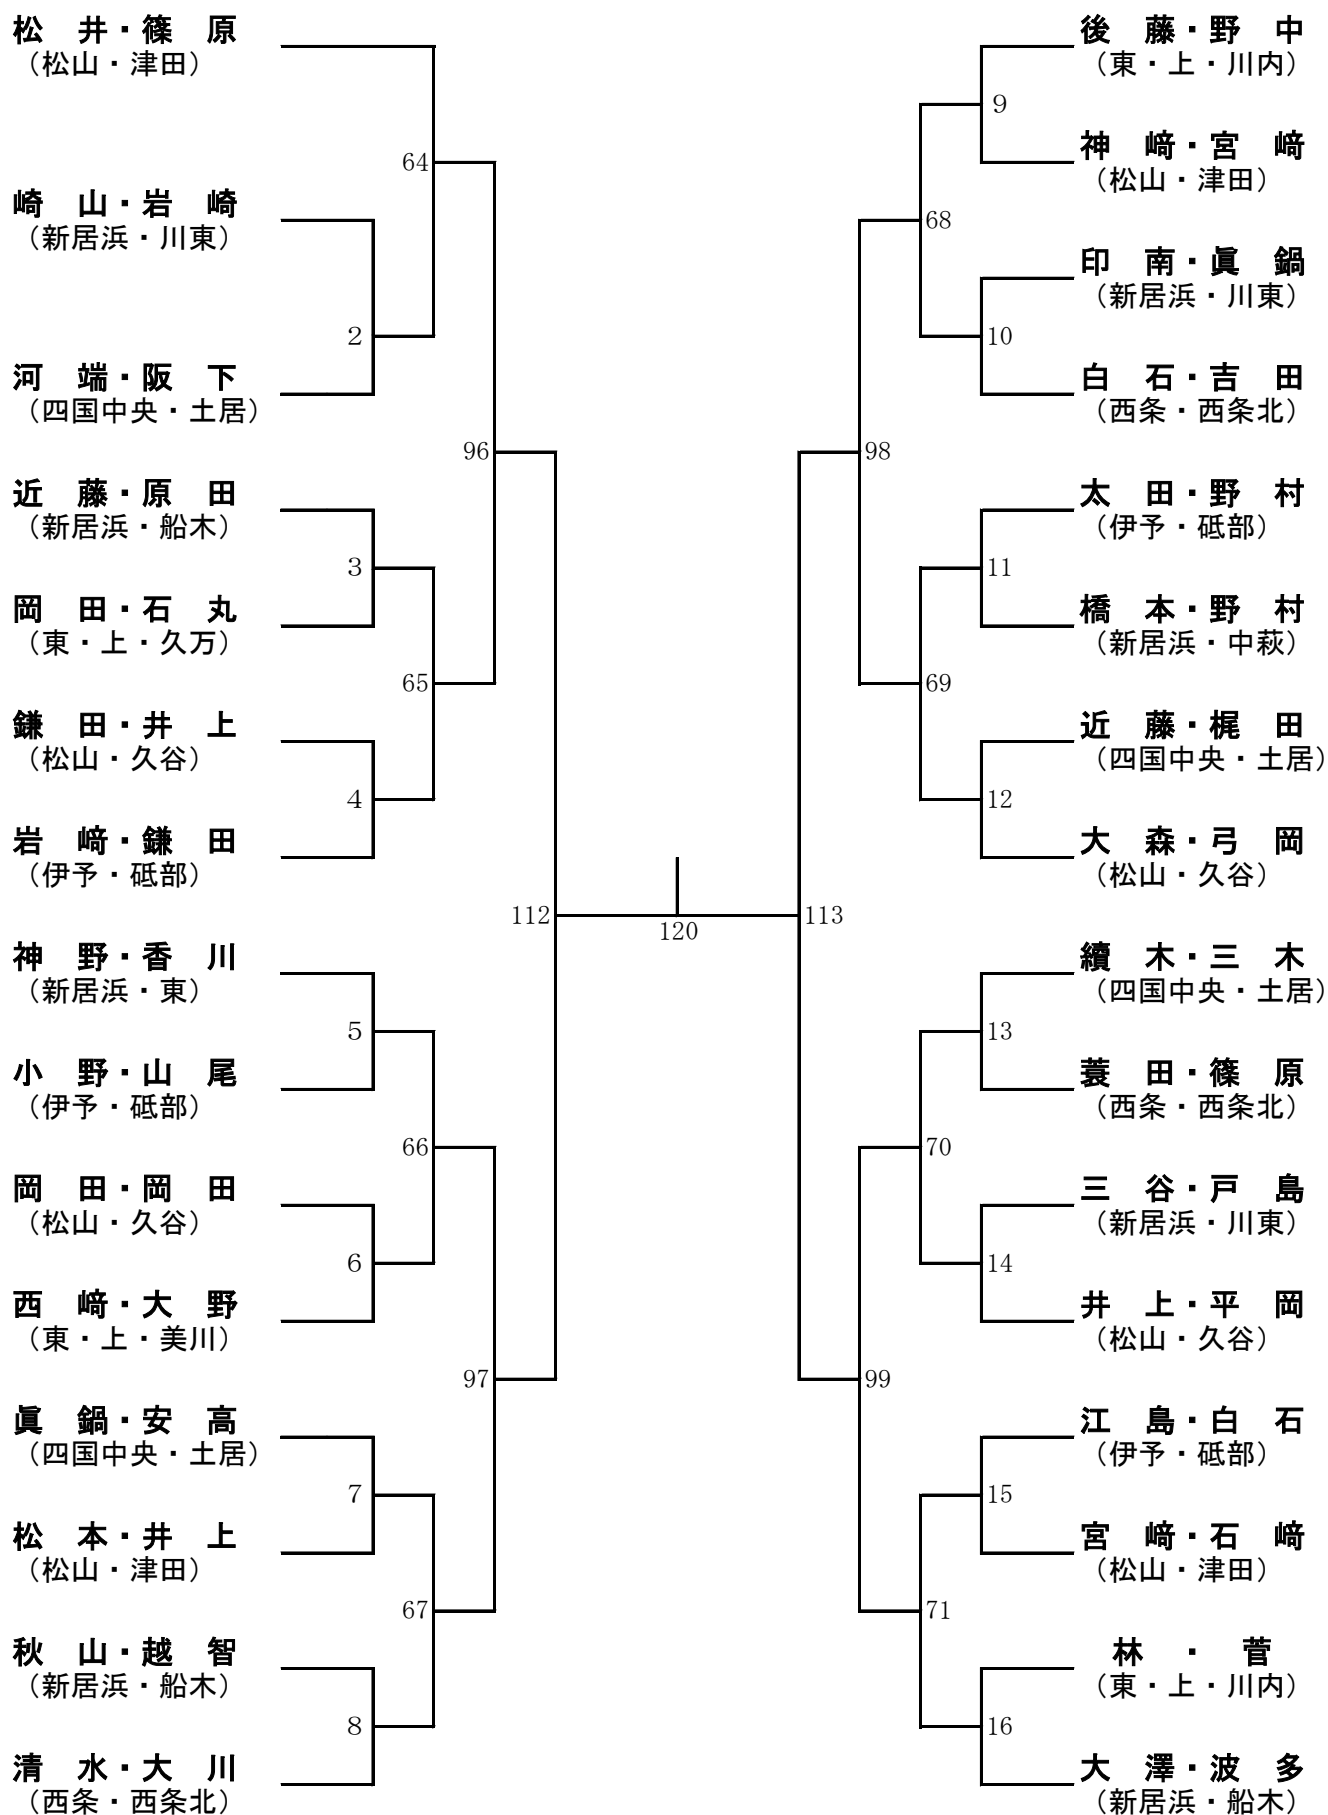 松　井・篠　原
（松山・津田）
64
崎　山・岩　崎
（新居浜・川東）
2
河　端・阪　下
（四国中央・土居）
96
近　藤・原　田
（新居浜・船木）
3
岡　田・石　丸
（東・上・久万）
65
鎌　田・井　上
（松山・久谷）
4
岩　﨑・鎌　田
（伊予・砥部）
112
神　野・香　川
（新居浜・東）
5
小　野・山　尾
（伊予・砥部）
66
岡　田・岡　田
（松山・久谷）
6
西　﨑・大　野
（東・上・美川）
97
眞　鍋・安　高
（四国中央・土居）
7
松　本・井　上
（松山・津田）
67
秋　山・越　智
（新居浜・船木）
8
清　水・大　川
（西条・西条北）
120
後　藤・野　中
（東・上・川内）
9
神　﨑・宮　﨑
（松山・津田）
68
印　南・眞　鍋
（新居浜・川東）
10
白　石・吉　田
（西条・西条北）
98
太　田・野　村
（伊予・砥部）
11
橋　本・野　村
（新居浜・中萩）
69
近　藤・梶　田
（四国中央・土居）
12
大　森・弓　岡
（松山・久谷）
113
續　木・三　木
（四国中央・土居）
13
蓑　田・篠　原
（西条・西条北）
70
三　谷・戸　島
（新居浜・川東）
14
井　上・平　岡
（松山・久谷）
99
江　島・白　石
（伊予・砥部）
15
宮　﨑・石　﨑
（松山・津田）
71
林　・　菅
（東・上・川内）
16
大　澤・波　多
（新居浜・船木）